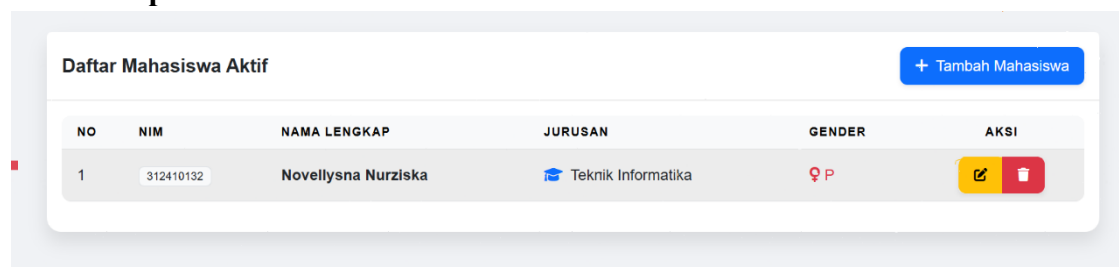 Daftar Mahasiswa Aktif
+ Tambah Mahasiswa
NO NIM NAMA LENGKAP JURUSAN GENDER AKSI
1 312410132 Novellysna Nurziska Teknik Informatika P